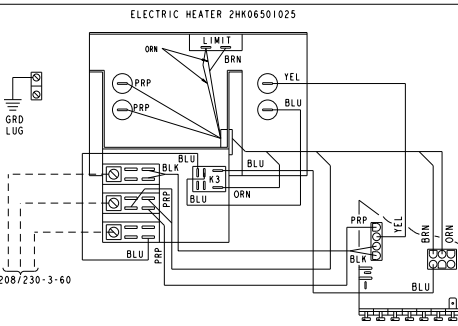 ELECTRIC HEATER 2HK06501025
LIMIT
ORN
BRN
YEL
PRP
PRP
BLU
GRD
LUG
BLU
BLK
BLU
BLU
K3
PRP
BLU
ORN
PRP
YEL
BRN
ORN
BLU
PRP
BLK
208/230-3-60
BLU